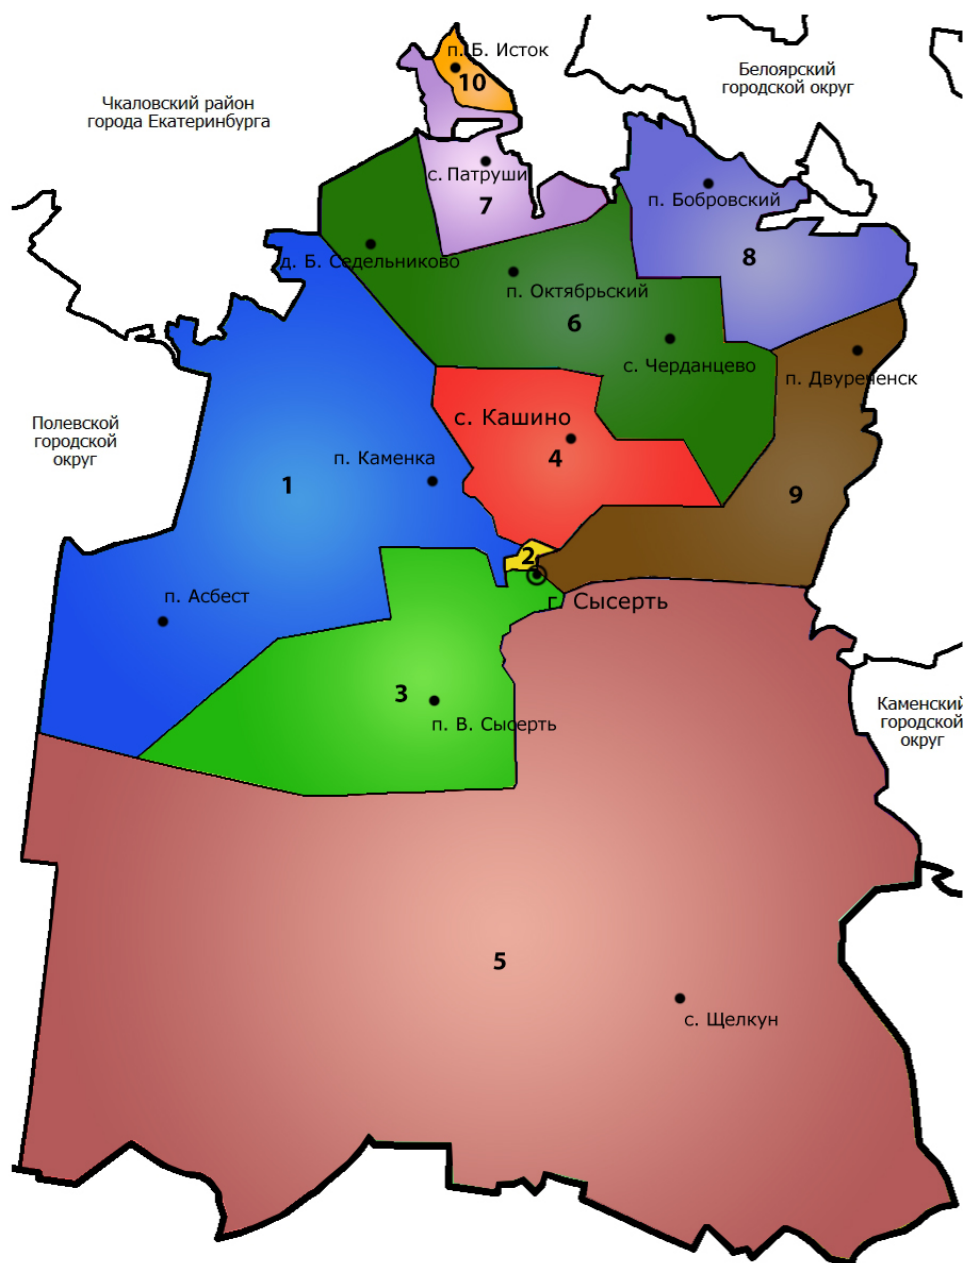 п. Б. Исток
10
Белоярский
городской округ
Чкаловский район
города Екатеринбурга
с. Патруши
7
п. Бобровский
8
д. Б. Седельниково
п. Октябрьский
6
с. Черданцево
п. Двуреченск
Полевской
городской
округ
с. Кашино
4
п. Каменка
1
9
2
п. Асбест
г. Сысерть
3
п. В. Сысерть
Каменский
городской
округ
5
с. Щелкун